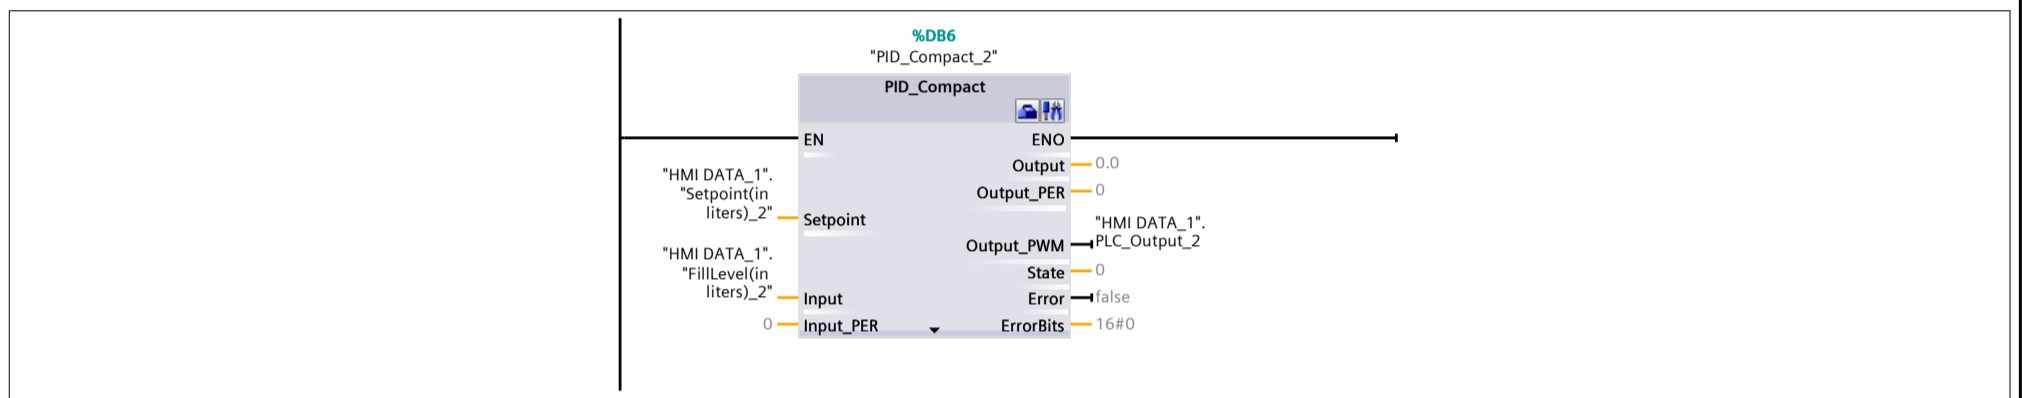 %DB6
"PID_Compact_2"
PID_Compact
EN
ENO
Output
0.0
Output_PER
0
"HMI DATA_1".
"Setpoint(in
liters)_2"
Setpoint
Output_PWM
"HMI DATA_1".
PLC_Output_2
State
0
"HMI DATA_1".
"FillLevel(in
liters)_2"
Input
Error
false
0
Input_PER
ErrorBits
16#0